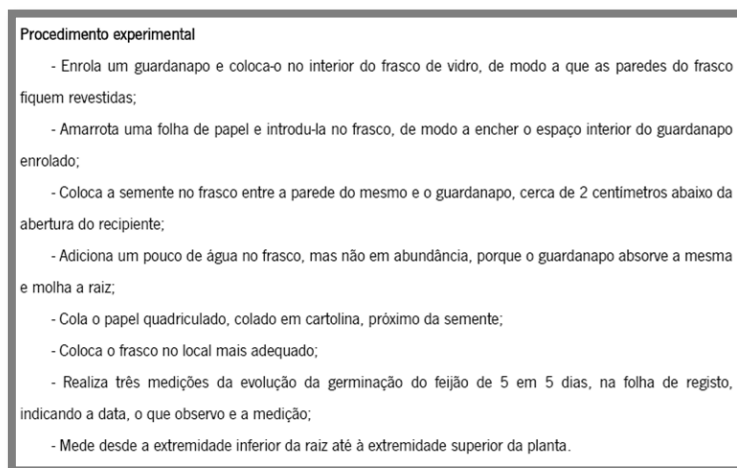 Procedimento experimental
- Enrola um guardanapo e coloca-o no interior do frasco de vidro, de modo a que as paredes do frasco
fiquem revestidas;
- Amarrota uma folha de papel e introdu-la no frasco, de modo a encher o espaço interior do guardanapo
enrolado;
- Coloca a semente no frasco entre a parede do mesmo e o guardanapo, cerca de 2 centímetros abaixo da
abertura do recipiente;
- Adiciona um pouco de água no frasco, mas não em abundância, porque o guardanapo absorve a mesma
e molha a raiz;
- Cola o papel quadriculado, colado em cartolina, próximo da semente;
- Coloca o frasco no local mais adequado;
- Realiza três medições da evolução da germinação do feijão de 5 em 5 dias, na folha de registo,
indicando a data, o que observo e a medição;
- Mede desde a extremidade inferior da raiz até à extremidade superior da planta.